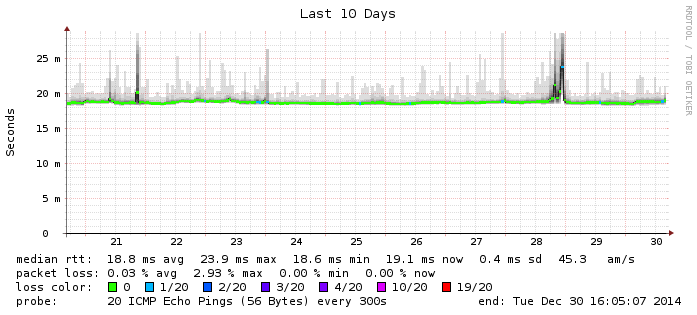 Last 10 Days
RRDTOOL / TOBI OETIKER
Seconds
25 m
20 m
15 m
10 m
5 m
0
21 22 23 24 25 26 27 28 29 30
median rtt: 18.8 ms avg 23.9 ms max 18.6 ms min 19.1 ms now 0.4 ms sd 45.3 am/s
packet loss: 0.03 % avg 2.93 % max 0.00 % min 0.00 % now
loss color: 0 1/20 2/20 3/20 4/20 10/20 19/20
probe: 20 ICMP Echo Pings (56 Bytes) every 300s end: Tue Dec 30 16:05:07 2014